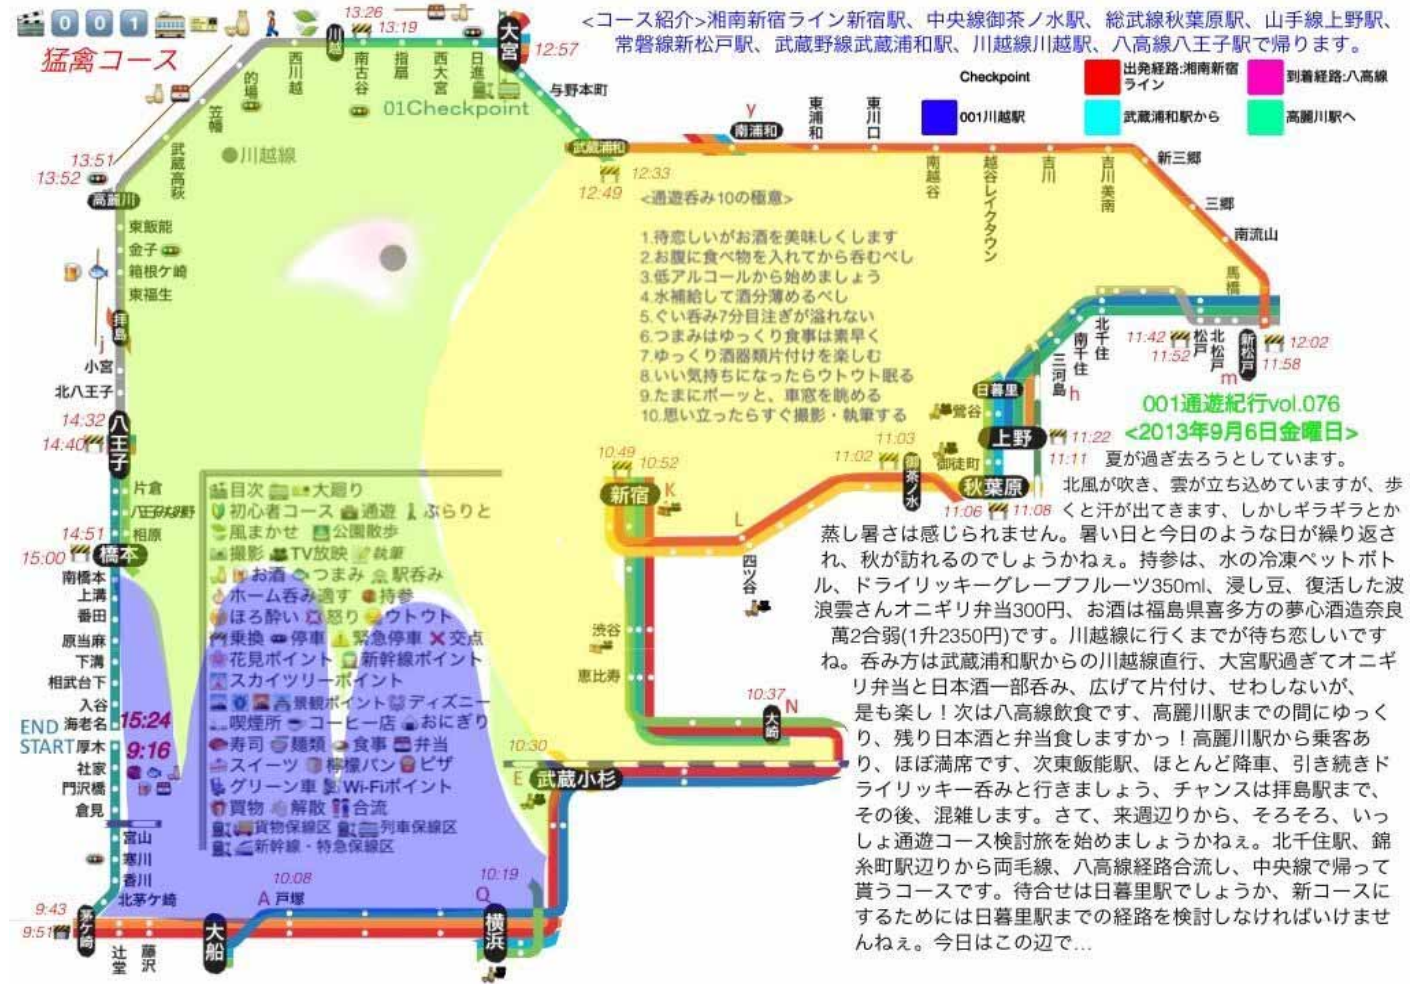 001
猛禽コース
<コース紹介>湘南新宿ライン新宿駅、中央線御茶ノ水駅、総武線秋葉原駅、山手線上野駅、
常磐線新松戸駅、武蔵野線武蔵浦和駅、川越線川越駅、八高線八王子駅で帰ります。
Checkpoint
出発経路:湘南新宿
ライン
到着経路:八高線
001川越駅
武蔵浦和駅から
高麗川駅へ
13:26
13:19
12:57
大宮
川越
日進
西大宮
指扇
南古谷
西川越
的場
笠幡
武蔵高萩
与野本町
01Checkpoint
川越線
13:51
13:52
高麗川
東飯能
金子
箱根ケ崎
東福生
拝島
j
小宮
北八王子
14:32
14:40
八王子
片倉
八王子みなみ野
相原
14:51
15:00
橋本
南橋本
上溝
番田
原当麻
下溝
相武台下
入谷
海老名
END
START
15:24
9:16
厚木
社家
門沢橋
倉見
宮山
寒川
香川
北茅ケ崎
9:43
9:51
茅ケ崎
辻堂
藤沢
大船
A 戸塚
10:08
10:19
Q
横浜
武蔵浦和
12:33
12:49
y
南浦和
東浦和
東川口
南越谷
越谷レイクタウン
吉川
吉川美南
新三郷
三郷
南流山
馬橋
新松戸
12:02
11:58
m
北松戸
松戸
11:42
11:52
北千住
南千住
三河島
h
日暮里
鶯谷
上野
11:22
11:11
御徒町
秋葉原
11:06
11:08
11:03
11:02
御茶ノ水
L
四ツ谷
10:49
10:52
新宿
K
渋谷
恵比寿
10:37
N
大崎
10:30
E
武蔵小杉
<通遊呑み10の極意>
1.待恋しいがお酒を美味しくします
2.お腹に食べ物を入れてから呑むべし
3.低アルコールから始めましょう
4.水補給して酒分薄めるべし
5.ぐい呑み7分目注ぎが溢れない
6.つまみはゆっくり食事は素早く
7.ゆっくり酒器類片付けを楽しむ
8.いい気持ちになったらウトウト眠る
9.たまにボーッと、車窓を眺める
10.思い立ったらすぐ撮影・執筆する
目次 大廻り
初心者コース 通遊 ぶらりと
風まかせ 公園散歩
撮影 TV放映 執筆
お酒 つまみ 駅呑み
ホーム呑み適す 持参
ほろ酔い 怒り ウトウト
乗換 停車 緊急停車 交点
花見ポイント 新幹線ポイント
スカイツリーポイント
景観ポイント ディズニー
喫煙所 コーヒー店 おにぎり
寿司 麺類 食事 弁当
スイーツ 檸檬パン ピザ
グリーン車 Wi-Fiポイント
買物 解散 合流
貨物保線区 列車保線区
新幹線・特急保線区
001通遊紀行vol.076
<2013年9月6日金曜日>
夏が過ぎ去ろうとしています。
北風が吹き、雲が立ち込めていますが、歩
くと汗が出てきます、しかしギラギラとか
蒸し暑さは感じられません。暑い日と今日のような日が繰り返さ
れ、秋が訪れるのでしょうかねぇ。持参は、水の冷凍ペットボト
ル、ドライリッキーグレープフルーツ350ml、浸し豆、復活した波
浪雲さんオニギリ弁当300円、お酒は福島県喜多方の夢心酒造奈良
萬2合弱(1升2350円)です。川越線に行くまでが待ち恋しいです
ね。呑み方は武蔵浦和駅からの川越線直行、大宮駅過ぎてオニギ
リ弁当と日本酒一部呑み、広げて片付け、せわしないが、
是も楽し！次は八高線飲食です、高麗川駅までの間にゆっく
り、残り日本酒と弁当食しますかっ！高麗川駅から乗客あ
り、ほぼ満席です、次東飯能駅、ほとんど降車、引き続きド
ライリッキー呑みと行きましょう、チャンスは拝島駅まで、
その後、混雑します。さて、来週辺りから、そろそろ、いっ
しょ通遊コース検討旅を始めましょうかねぇ。北千住駅、錦
糸町駅辺りから両毛線、八高線経路合流し、中央線で帰って
貰うコースです。待合せは日暮里駅でしょうか、新コースに
するためには日暮里駅までの経路を検討しなければいけませ
んねぇ。今日はこの辺で…